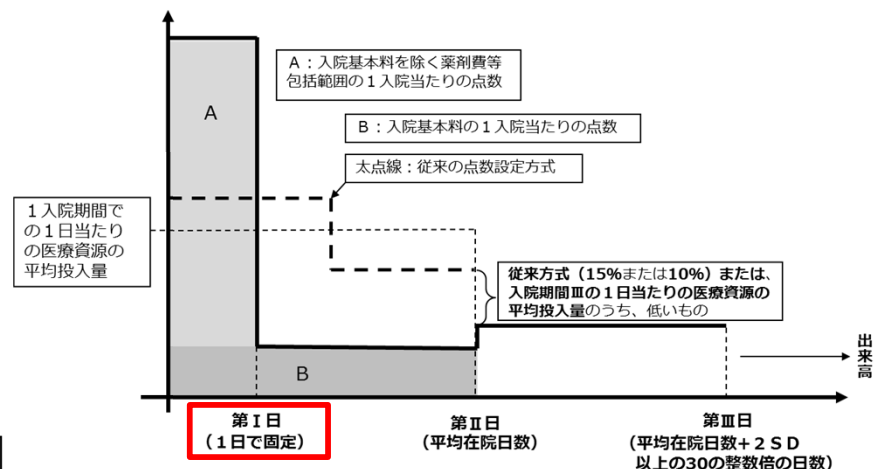 A:入院基本料を除く薬剤費等
包括範囲の1入院当たりの点数
A
B:入院基本料の1入院当たりの点数
太点線:従来の点数設定方式
1入院期間で
の1日当たり
の医療資源の
平均投入量
従来方式(15%または10%)または、
入院期間Ⅲの1日当たりの医療資源の
平均投入量のうち、低いもの
出来高
B
第Ⅰ日
(1日で固定)
第Ⅱ日
(平均在院日数)
第Ⅲ日
(平均在院日数+2SD
以上の30の整数倍の日数)